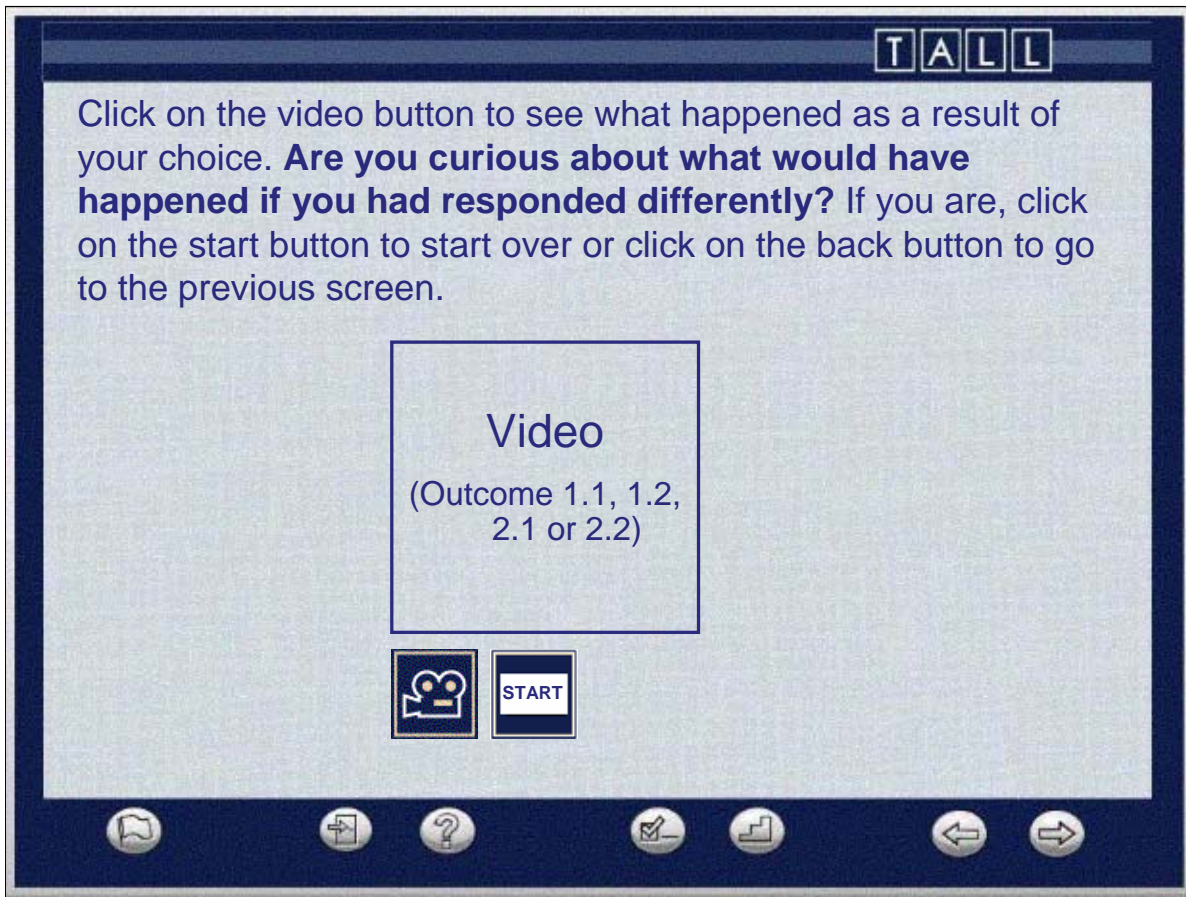 TALL
Click on the video button to see what happened as a result of
your choice. Are you curious about what would have
happened if you had responded differently? If you are, click
on the start button to start over or click on the back button to go
to the previous screen.
Video
(Outcome 1.1, 1.2,
2.1 or 2.2)
START
?